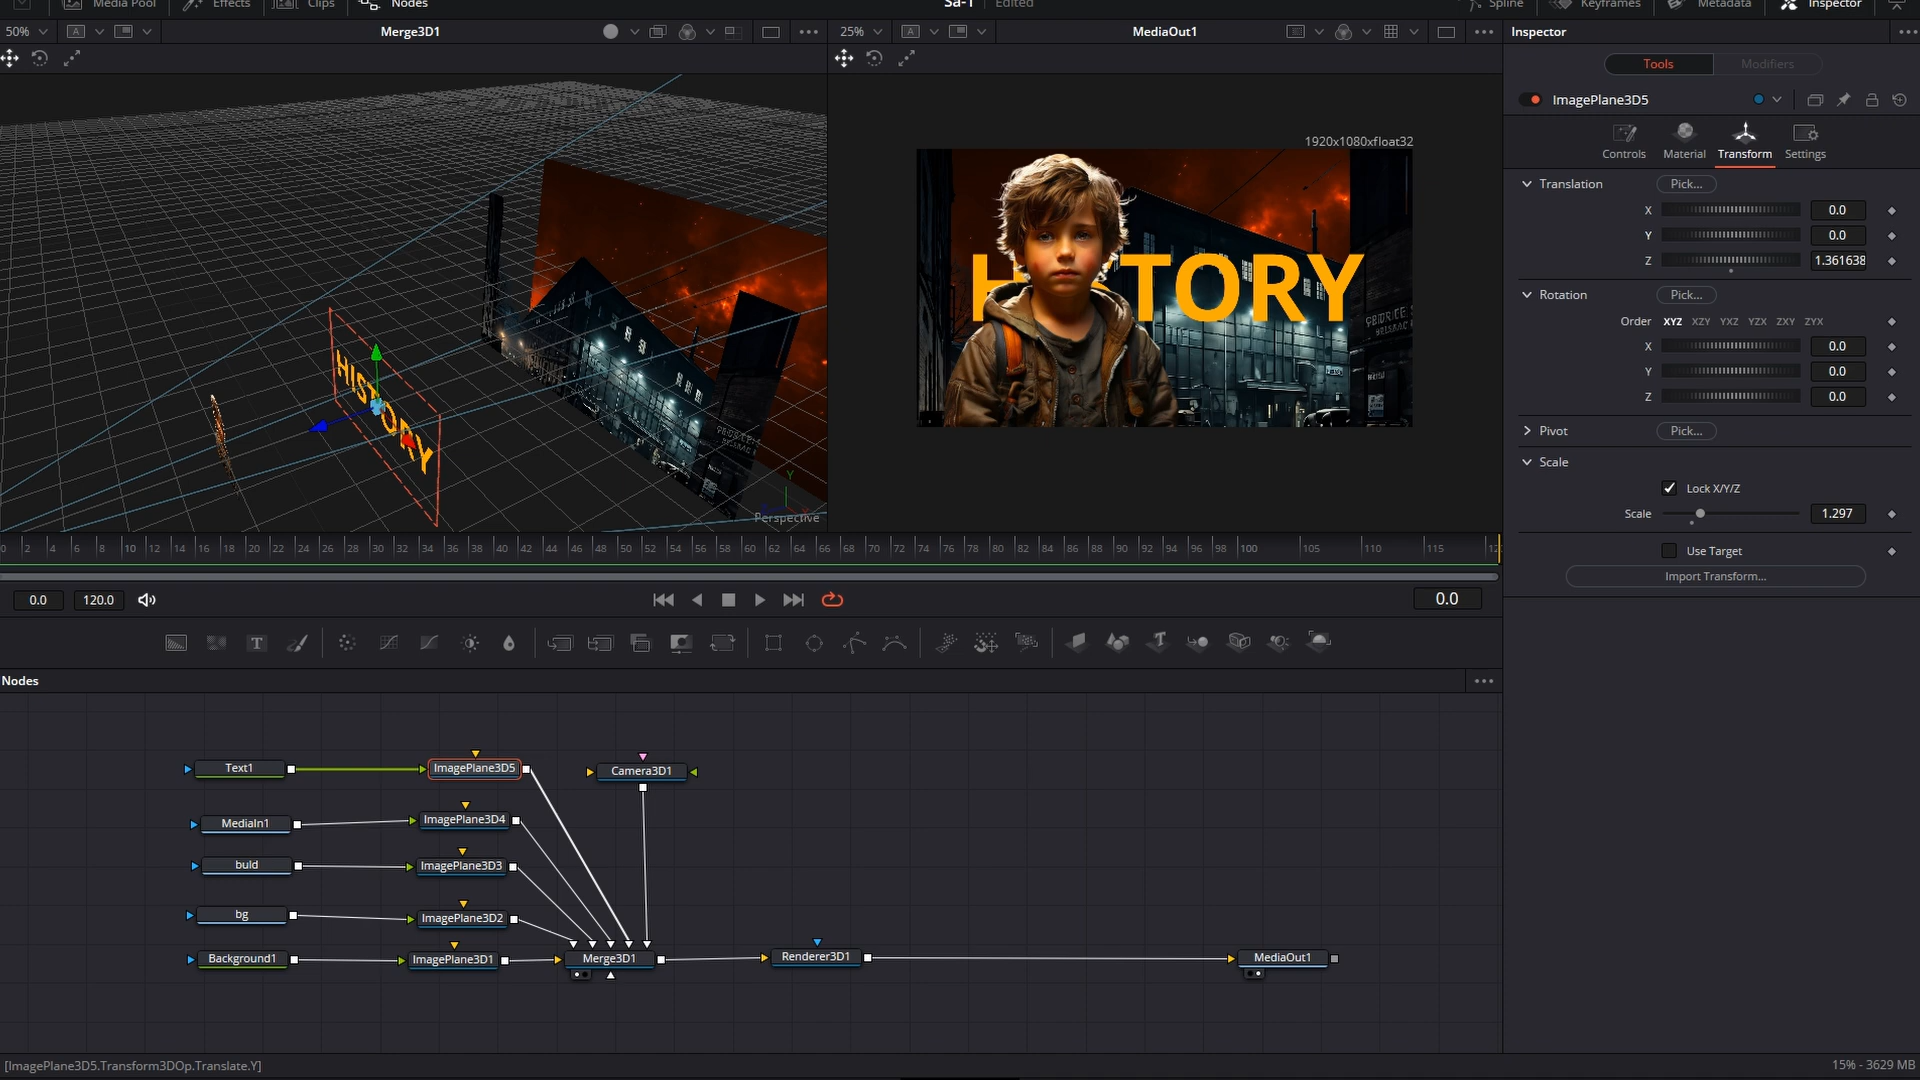 Media Pool Effects Clips Nodes Sa-1 Edited Spline Keyframes Metadata Inspector
50% A Merge3D1 25% A MediaOut1 Inspector
Tools Modifiers
ImagePlane3D5
Controls Material Transform Settings
Translation Pick...
X 0.0
Y 0.0
Z 1.361638
Rotation Pick...
Order XYZ XZY YXZ YZX ZXY ZYX
X 0.0
Y 0.0
Z 0.0
Pivot Pick...
Scale
Lock X/Y/Z
Scale 1.297
Use Target
Import Transform...
1920x1080xfloat32
HISTORY
Y
Perspective
H TORY
0 2 4 6 8 10 12 14 16 18 20 22 24 26 28 30 32 34 36 38 40 42 44 46 48 50 52 54 56 58 60 62 64 66 68 70 72 74 76 78 80 82 84 86 88 90 92 94 96 98 100 105 110 115
0.0 120.0 0.0
T T
Nodes
Text1 ImagePlane3D5 Camera3D1
MediaIn1 ImagePlane3D4
buld ImagePlane3D3
bg ImagePlane3D2
Background1 ImagePlane3D1 Merge3D1 Renderer3D1 MediaOut1
[ImagePlane3D5.Transform3DOp.Translate.Y] 15% - 3629 MB